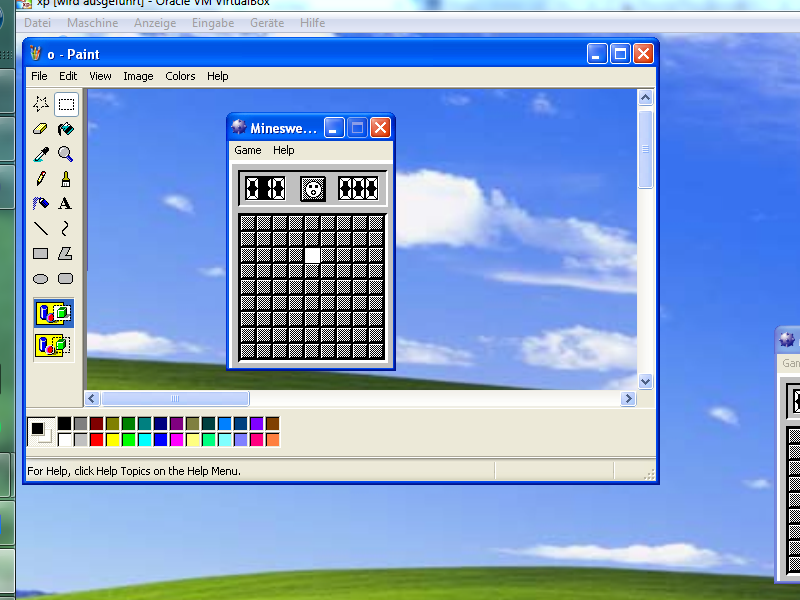 xp [wird ausgeführt] - Oracle VM VirtualBox
Datei Maschine Anzeige Eingabe Geräte Hilfe
o - Paint
File Edit View Image Colors Help
Mineswe...
Game Help
A
For Help, click Help Topics on the Help Menu.